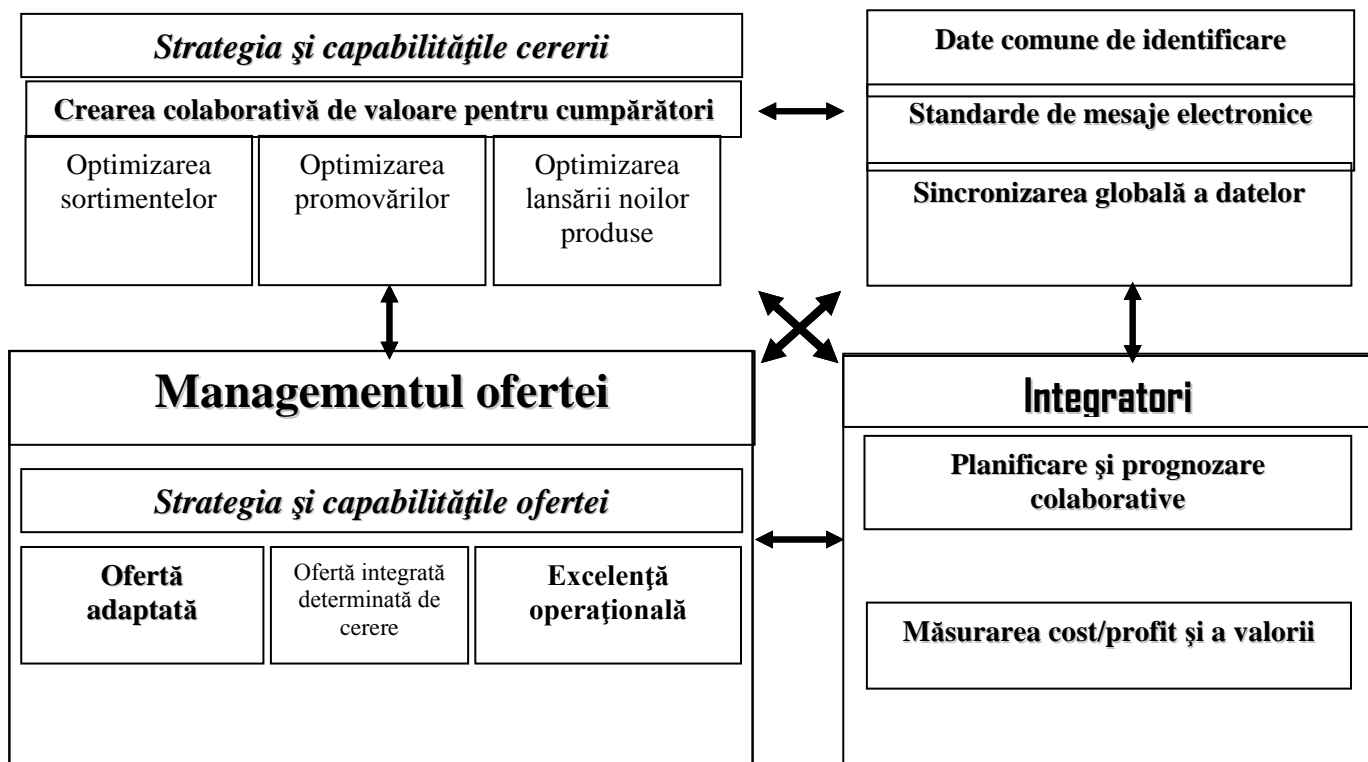 Strategia şi capabilităţile cererii
Crearea colaborativă de valoare pentru cumpărători
Optimizarea
sortimentelor
Optimizarea
promovărilor
Optimizarea
lansării noilor
produse
Date comune de identificare
Standarde de mesaje electronice
Sincronizarea globală a datelor
Managementul ofertei
Strategia şi capabilităţile ofertei
Ofertă
adaptată
Ofertă integrată
determinată de
cerere
Excelenţă
operaţională
Integratori
Planificare şi prognozare
colaborative
Măsurarea cost/profit şi a valorii